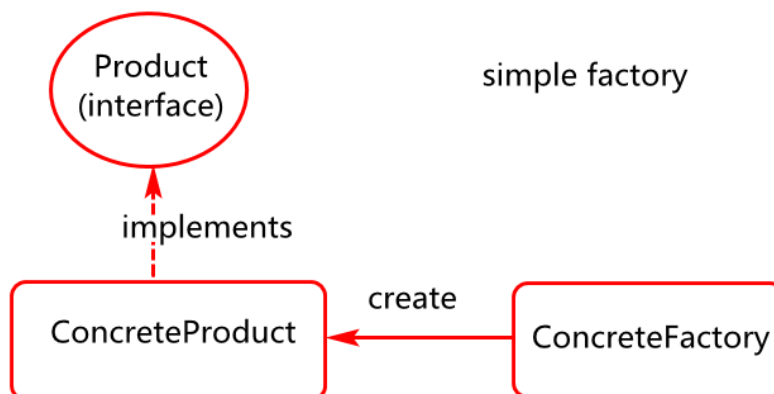 Product
(interface)
simple factory
implements
create
ConcreteProduct
ConcreteFactory